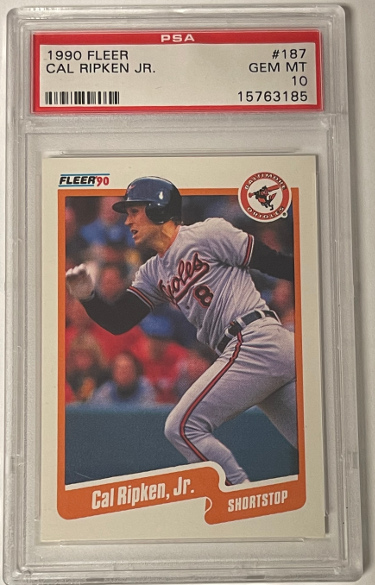 PSA
1990 FLEER #187
CAL RIPKEN JR. GEM MT
10
15763185
FLEER'90
BALTIMORE
ORIOLES
Orioles
8
Cal Ripken, Jr.
SHORTSTOP